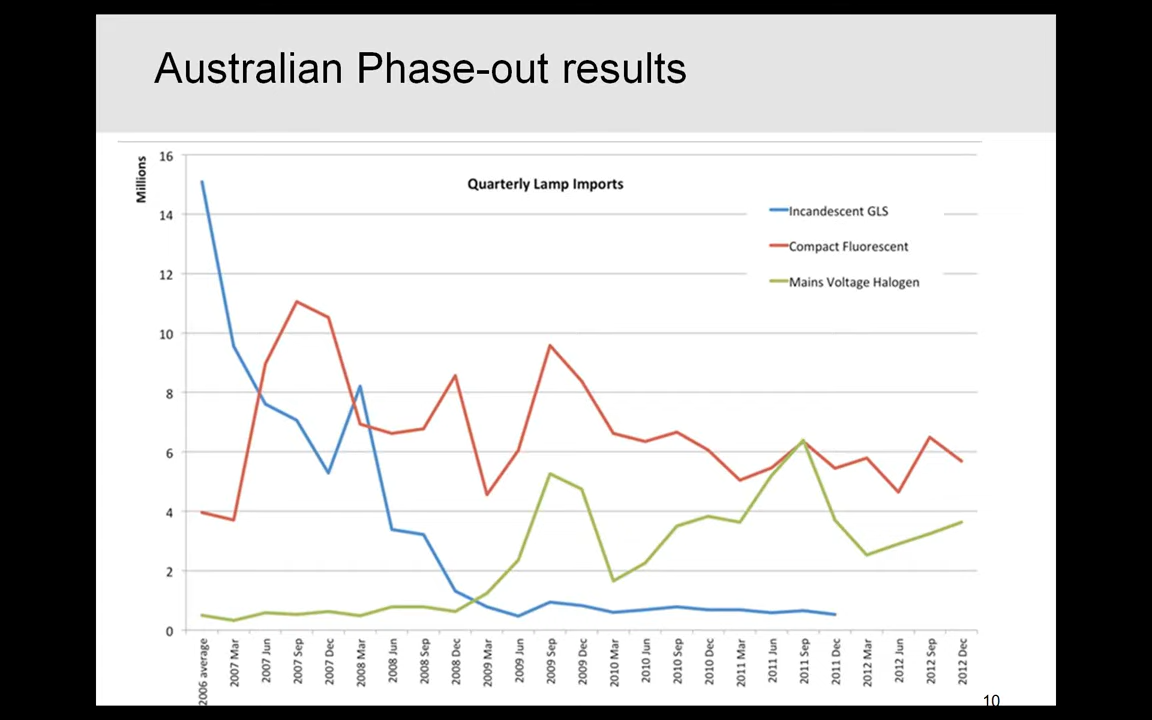 Australian Phase-out results
Millions
Quarterly Lamp Imports
16
14
12
10
8
6
4
2
0
Incandescent GLS
Compact Fluorescent
Mains Voltage Halogen
2006 average
2007 Mar
2007 Jun
2007 Sep
2007 Dec
2008 Mar
2008 Jun
2008 Sep
2008 Dec
2009 Mar
2009 Jun
2009 Sep
2009 Dec
2010 Mar
2010 Jun
2010 Sep
2010 Dec
2011 Mar
2011 Jun
2011 Sep
2011 Dec
2012 Mar
2012 Jun
2012 Sep
2012 Dec
10